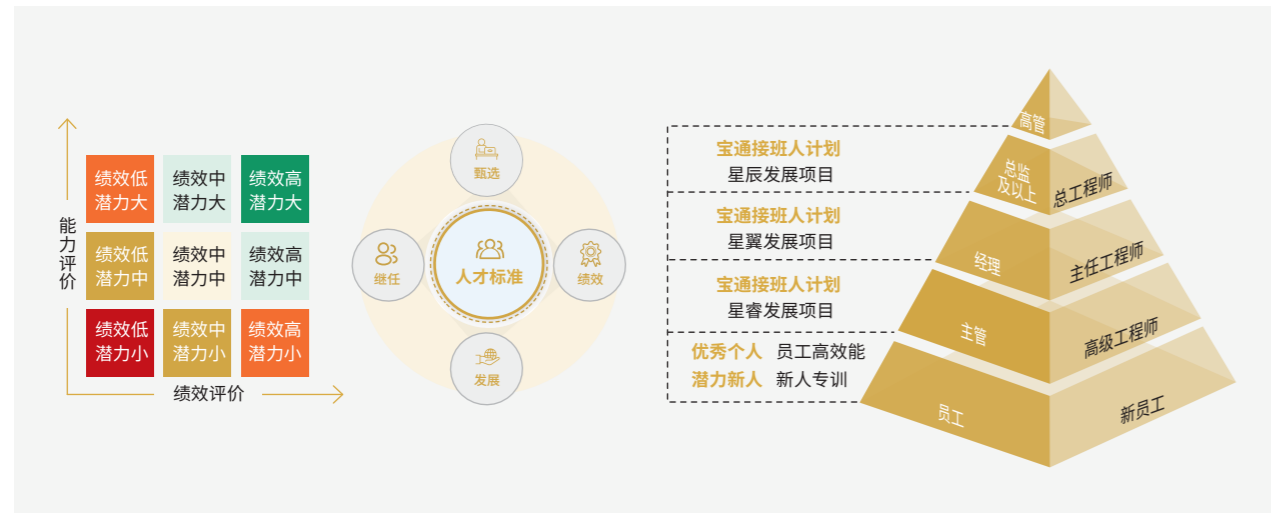 能力评价
绩效低
潜力大
绩效中
潜力大
绩效高
潜力大
绩效低
潜力中
绩效中
潜力中
绩效高
潜力中
绩效低
潜力小
绩效中
潜力小
绩效高
潜力小
绩效评价
甄选
继任
人才标准
绩效
发展
宝通接班人计划
星辰发展项目
宝通接班人计划
星翼发展项目
宝通接班人计划
星睿发展项目
优秀个人 员工高效能
潜力新人 新人专训
高管
总监
及以上
总工程师
经理
主任工程师
主管
高级工程师
员工
新员工